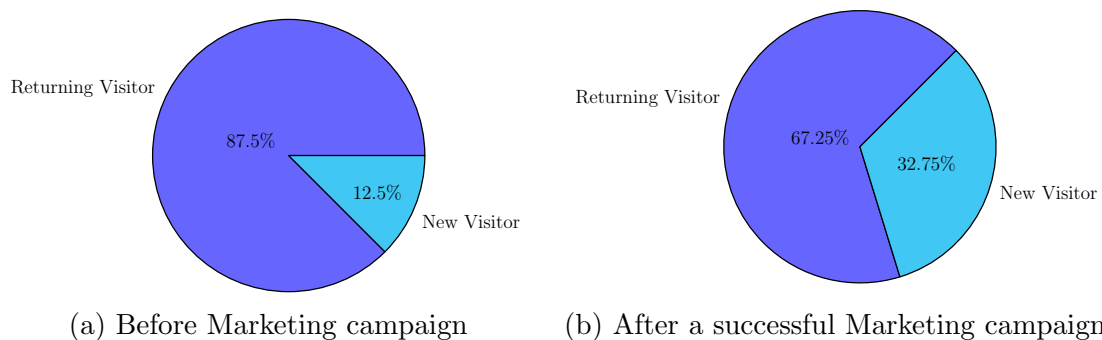 Returning Visitor
87.5%
12.5%
New Visitor
(a) Before Marketing campaign
Returning Visitor
67.25%
32.75%
New Visitor
(b) After a successful Marketing campaign